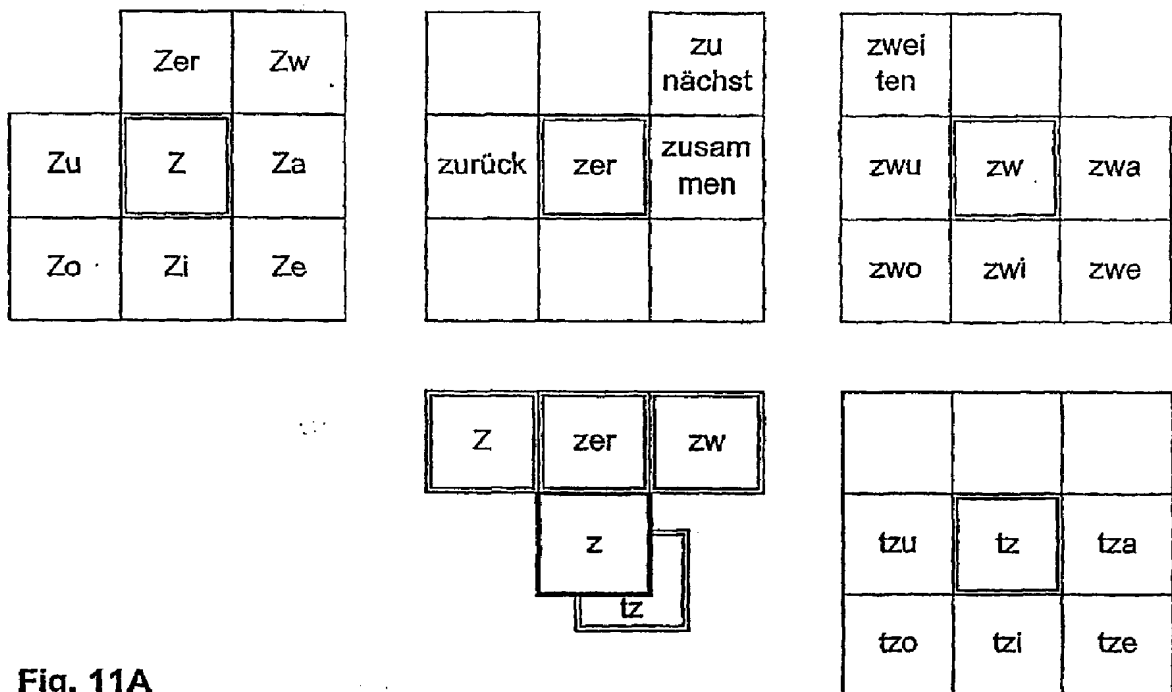 Zer Zw
Zu Z Za
Zo Zi Ze
zu
nächst
zurück zer zusam
men
zwei
ten
zwu zw zwa
zwo zwi zwe
Z zer zw
z
tz
tzu tz tza
tzo tzi tze
Fig. 11A